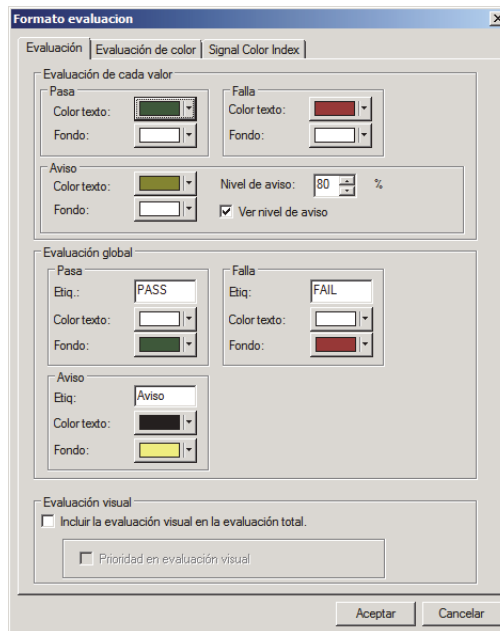 Formato evaluacion
Evaluación Evaluación de color Signal Color Index
Evaluación de cada valor
Pasa Falla
Color texto: Color texto:
Fondo: Fondo:
Aviso
Color texto: Nivel de aviso: 80 %
Fondo: Ver nivel de aviso
Evaluación global
Pasa Falla
Etiq.: PASS Etiq: FAIL
Color texto: Color texto:
Fondo: Fondo:
Aviso
Etiq: Aviso
Color texto:
Fondo:
Evaluación visual
Incluir la evaluación visual en la evaluación total.
Prioridad en evaluación visual
Aceptar Cancelar